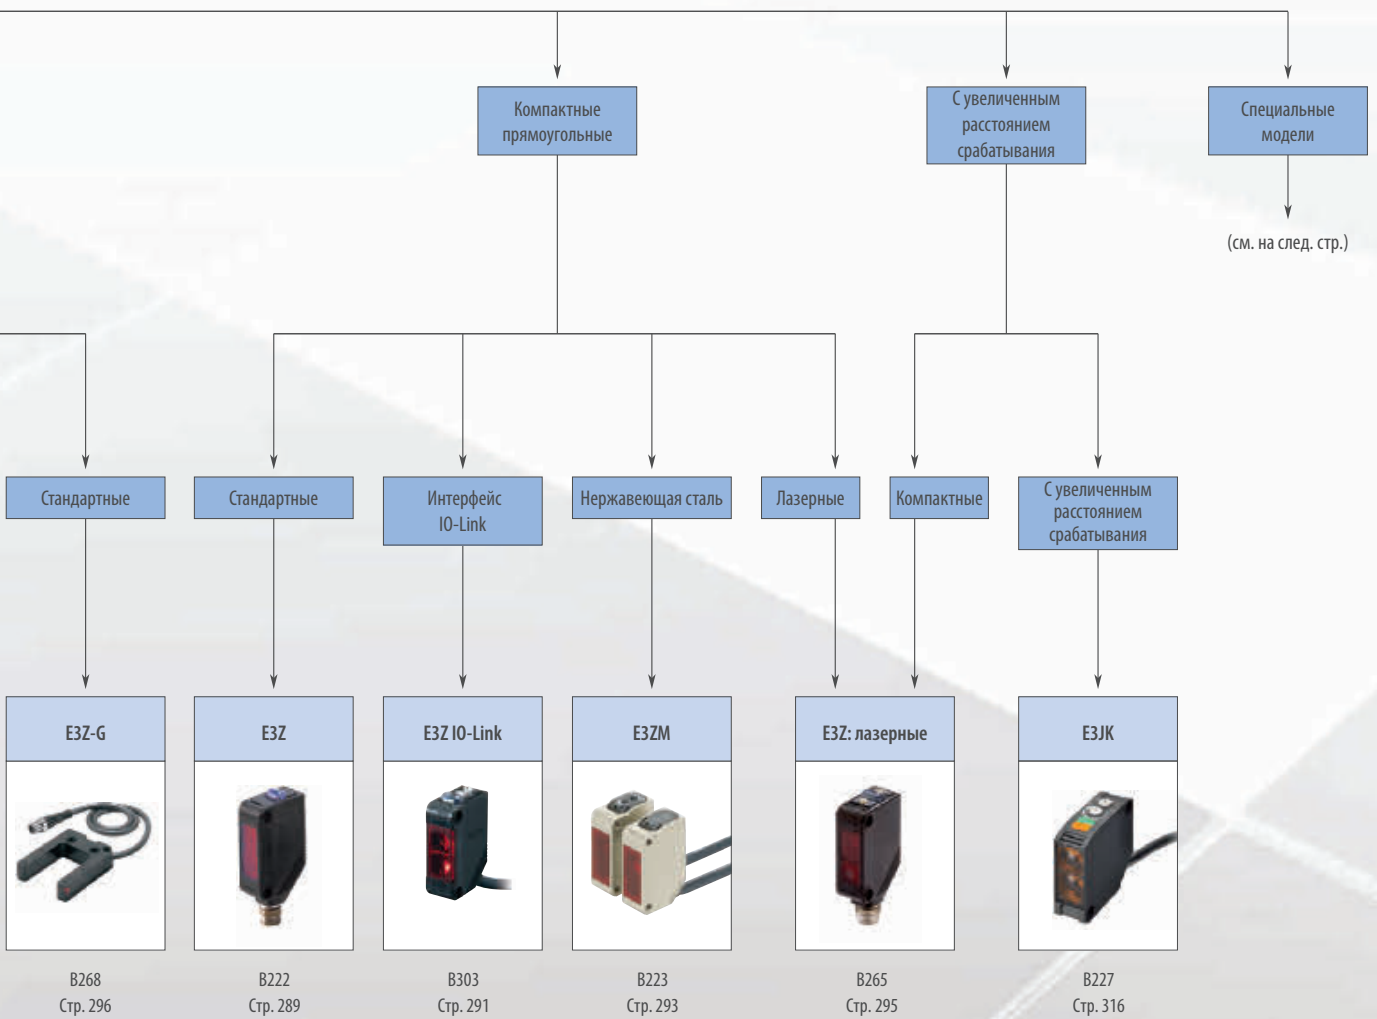 Компактные
прямоугольные
С увеличенным
расстоянием
срабатывания
Специальные
модели
(см. на след. стр.)
Стандартные
Стандартные
Интерфейс
IO-Link
Нержавеющая сталь
Лазерные
Компактные
С увеличенным
расстоянием
срабатывания
E3Z-G
E3Z
E3Z IO-Link
E3ZM
E3Z: лазерные
E3JK
B268
Стр. 296
B222
Стр. 289
B303
Стр. 291
B223
Стр. 293
B265
Стр. 295
B227
Стр. 316